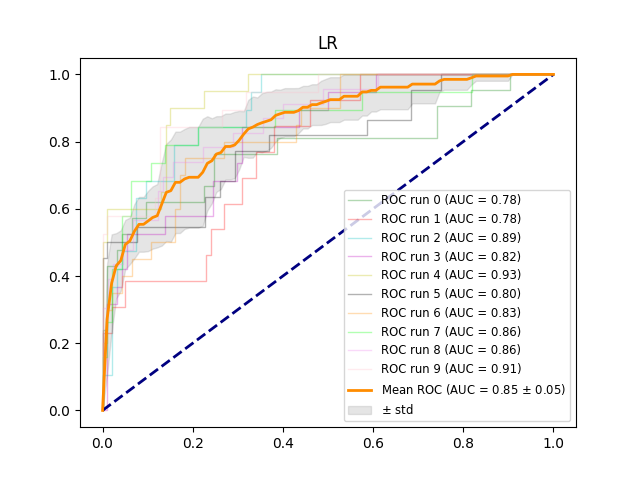 LR
1.0
0.8
0.6
0.4
0.2
0.0
ROC run 0 (AUC = 0.78)
ROC run 1 (AUC = 0.78)
ROC run 2 (AUC = 0.89)
ROC run 3 (AUC = 0.82)
ROC run 4 (AUC = 0.93)
ROC run 5 (AUC = 0.80)
ROC run 6 (AUC = 0.83)
ROC run 7 (AUC = 0.86)
ROC run 8 (AUC = 0.86)
ROC run 9 (AUC = 0.91)
Mean ROC (AUC = 0.85 ± 0.05)
± std
0.0 0.2 0.4 0.6 0.8 1.0